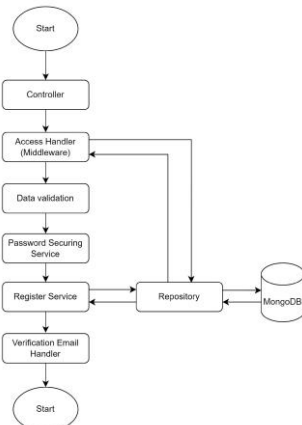 Start
Controller
Access Handler
(Middleware)
Data validation
Password Securing
Service
Register Service
Repository
MongoDB
Verification Email
Handler
Start